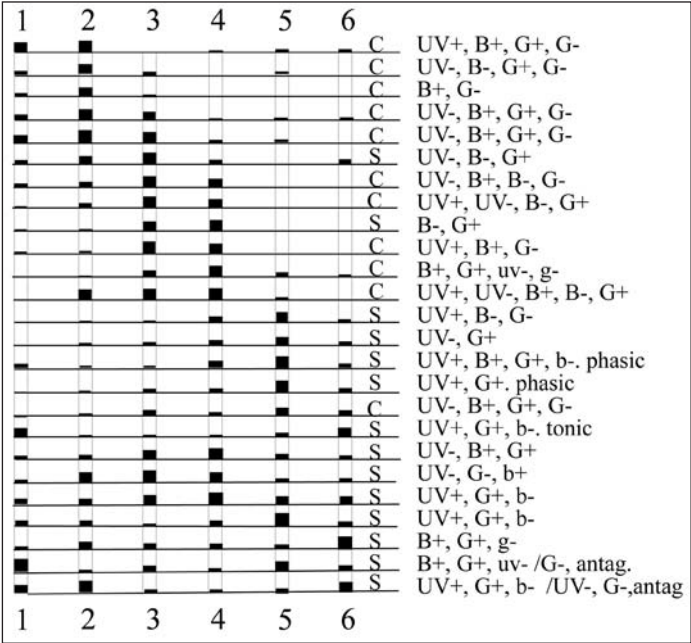 1 2 3 4 5 6
C UV+, B+, G+, G-
C UV-, B-, G+, G-
C B+, G-
C UV-, B+, G+, G-
C UV-, B+, G+, G-
S UV-, B-, G+
C UV-, B+, B-, G-
C UV+, UV-, B-, G+
S B-, G+
C UV+, B+, G-
C B+, G+, uv-, g-
C UV+, UV-, B+, B-, G+
S UV+, B-, G-
S UV-, G+
S UV+, B+, G+, b-. phasic
S UV+, G+. phasic
C UV-, B+, G+, G-
S UV+, G+, b-. tonic
S UV-, B+, G+
S UV-, G-, b+
S UV+, G+, b-
S UV+, G+, b-
S B+, G+, g-
S B+, G+, uv- /G-, antag.
S UV+, G+, b- /UV-, G-,antag
1 2 3 4 5 6